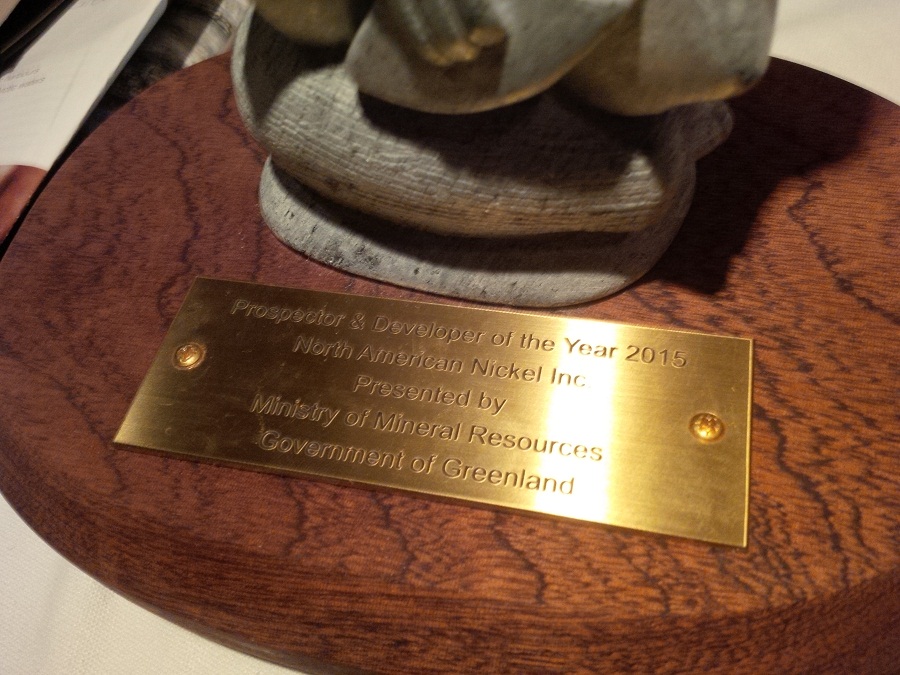 Prospector & Developer of the Year 2015
North American Nickel Inc.
Presented by
Ministry of Mineral Resources
Government of Greenland